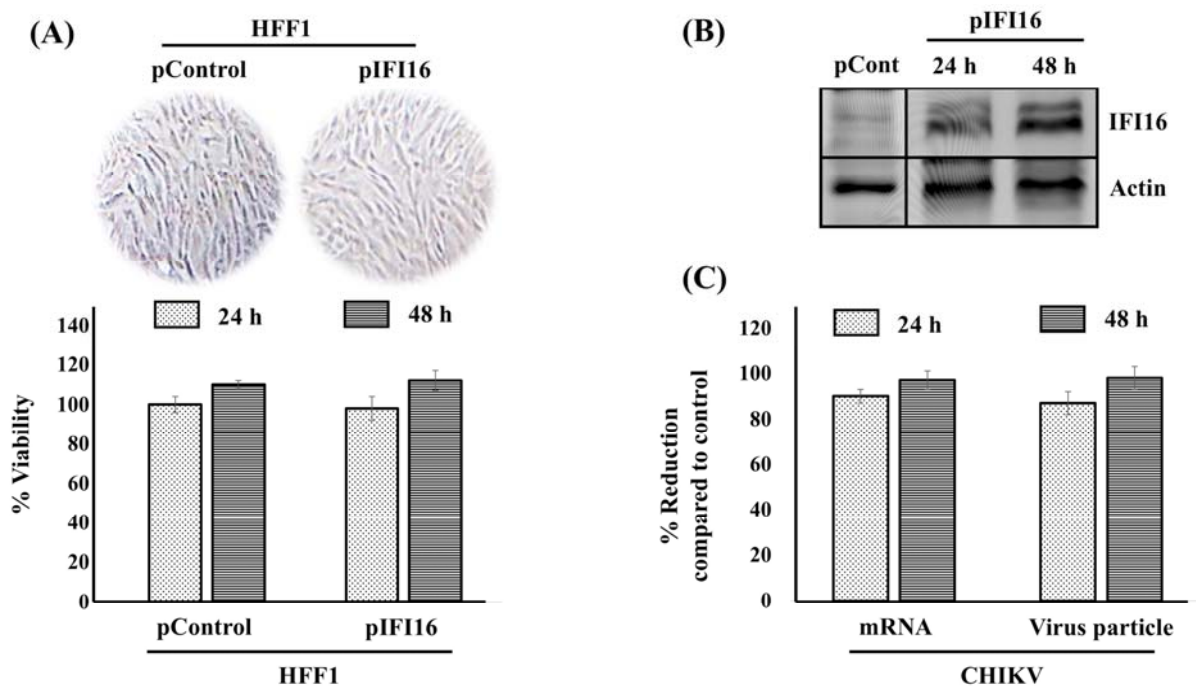 (A)
HFF1
pControl pIFI16
24 h 48 h
140
120
100
80
60
40
20
0
% Viability
pControl pIFI16
HFF1
(B)
pIFI16
pCont 24 h 48 h
IFI16
Actin
(C)
24 h 48 h
120
100
80
60
40
20
0
% Reduction
compared to control
mRNA Virus particle
CHIKV